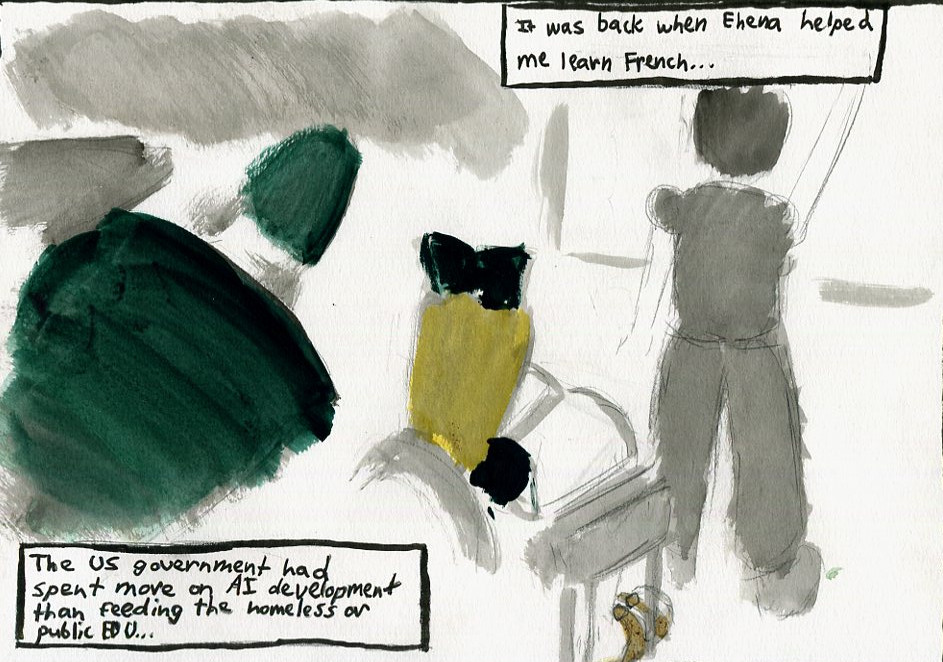 It was back when Ehena helped
me learn French...
The US government had
spent more on AI development
than feeding the homeless or
public EDU...